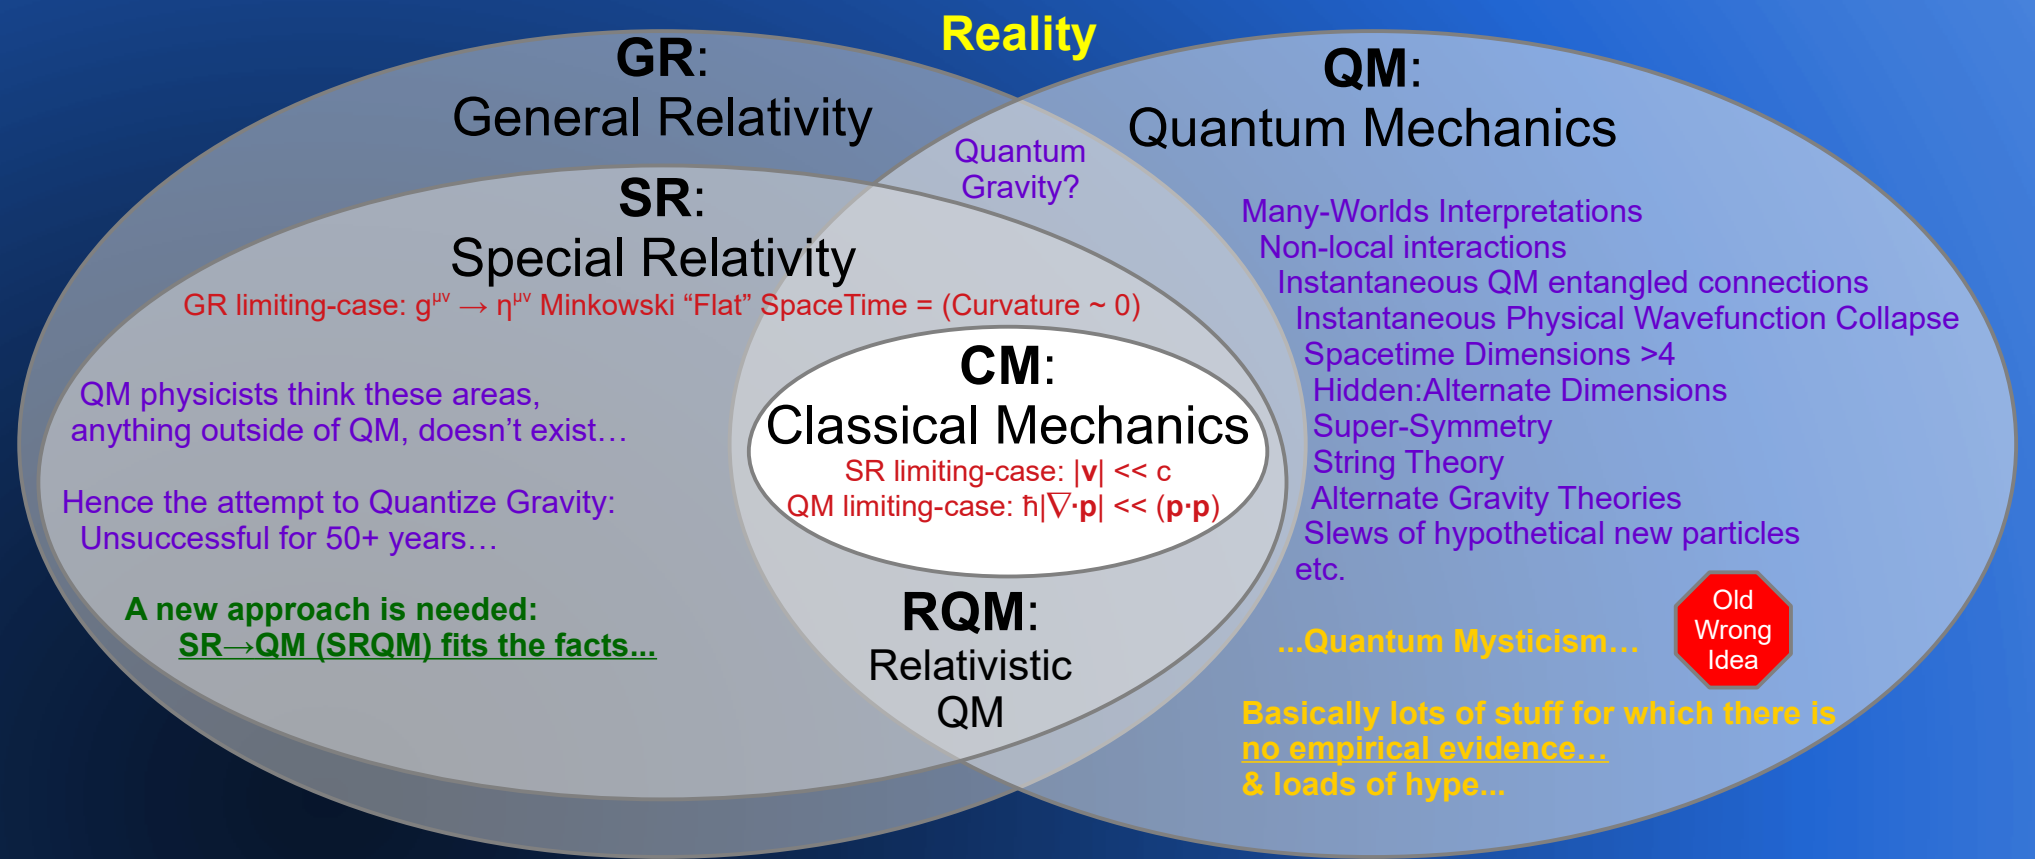 Reality
GR:
General Relativity
QM:
Quantum Mechanics
Quantum
Gravity?
SR:
Special Relativity
GR limiting-case: g^μν → η^μν Minkowski “Flat” SpaceTime = (Curvature ~ 0)
QM physicists think these areas,
anything outside of QM, doesn’t exist…
Hence the attempt to Quantize Gravity:
Unsuccessful for 50+ years…
A new approach is needed:
SR→QM (SRQM) fits the facts...
CM:
Classical Mechanics
SR limiting-case: |v| << c
QM limiting-case: ħ|∇·p| << (p·p)
RQM:
Relativistic
QM
Many-Worlds Interpretations
Non-local interactions
Instantaneous QM entangled connections
Instantaneous Physical Wavefunction Collapse
Spacetime Dimensions >4
Hidden:Alternate Dimensions
Super-Symmetry
String Theory
Alternate Gravity Theories
Slews of hypothetical new particles
etc.
...Quantum Mysticism…
Old
Wrong
Idea
Basically lots of stuff for which there is
no empirical evidence…
& loads of hype...